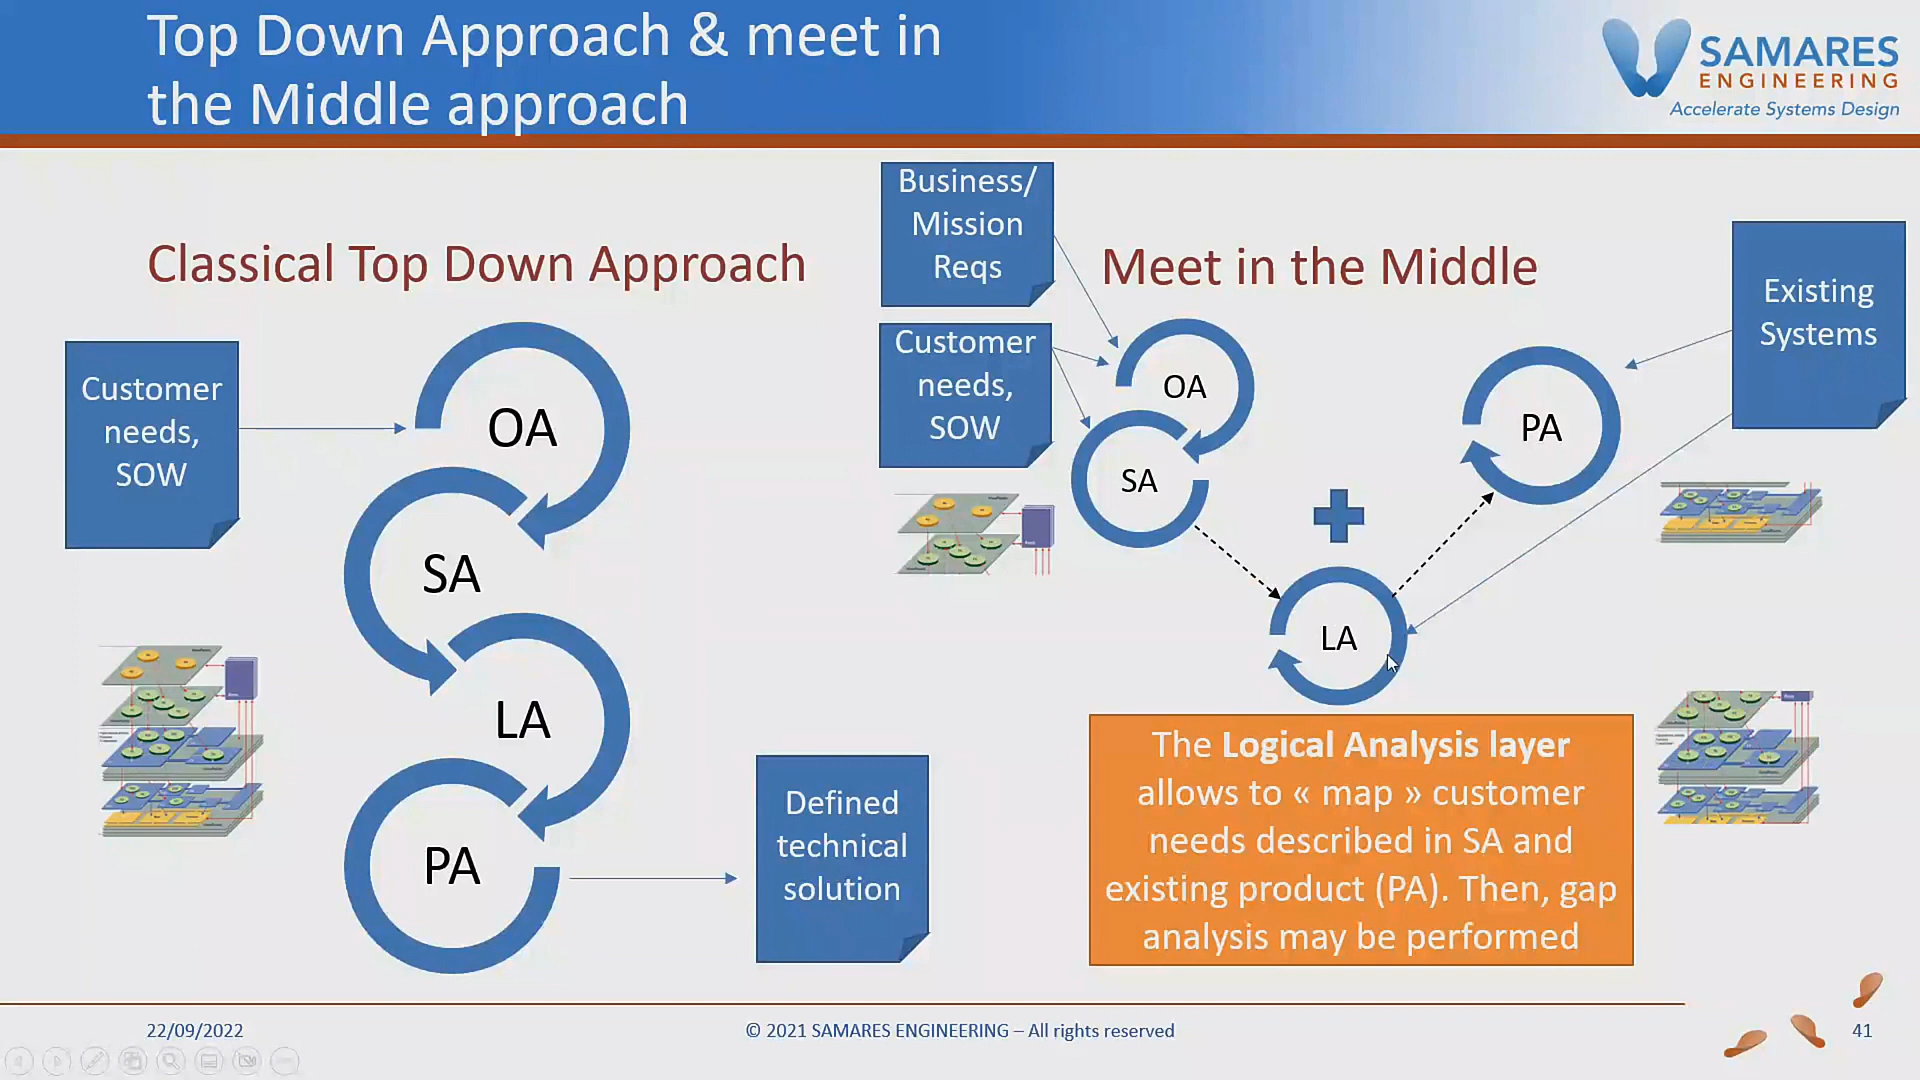 Top Down Approach & meet in
the Middle approach
SAMARES
ENGINEERING
Accelerate Systems Design
Classical Top Down Approach
Customer
needs,
SOW
OA
SA
LA
PA
Defined
technical
solution
Business/
Mission
Reqs
Customer
needs,
SOW
Meet in the Middle
Existing
Systems
OA
SA
PA
LA
The Logical Analysis layer
allows to « map » customer
needs described in SA and
existing product (PA). Then, gap
analysis may be performed
22/09/2022
© 2021 SAMARES ENGINEERING – All rights reserved
41